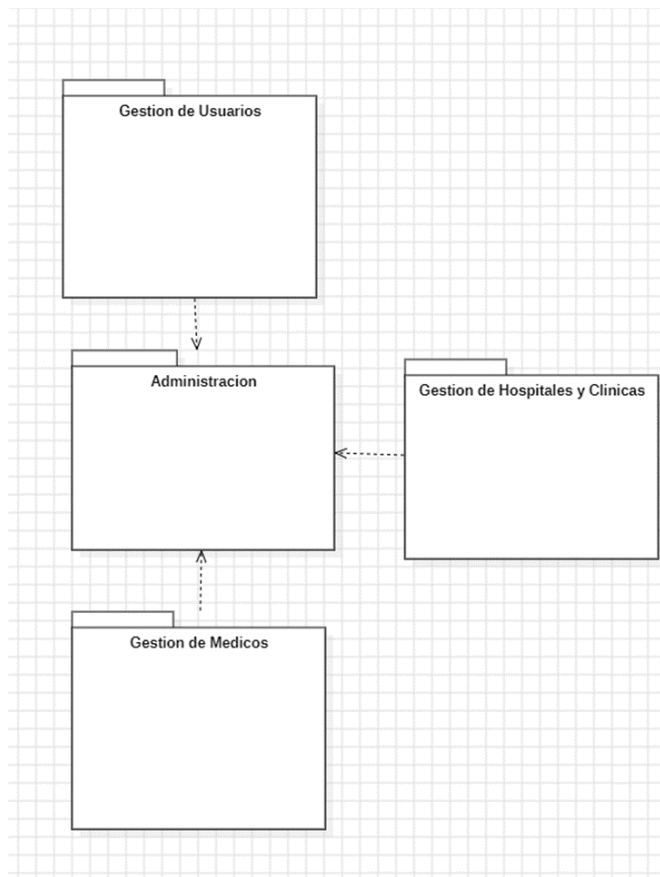 Gestion de Usuarios
Administracion
Gestion de Hospitales y Clinicas
Gestion de Medicos